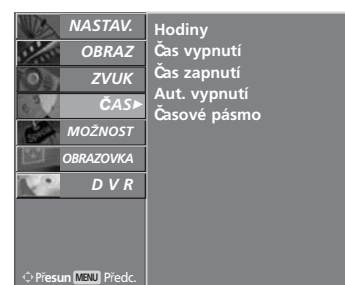 NASTAV.
OBRAZ
ZVUK
ČAS
MOŽNOST
OBRAZOVKA
D V R
Přesun MENU Předc.
Hodiny
Čas vypnutí
Čas zapnutí
Aut. vypnutí
Časové pásmo